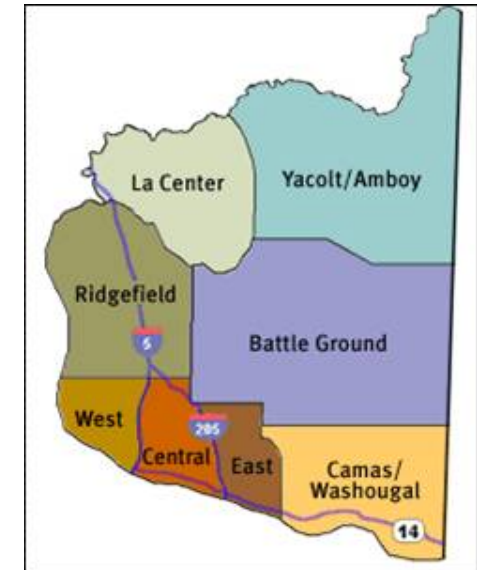 La Center
Yacolt/Amboy
Ridgefield
5
Battle Ground
West
205
Central
East
Camas/
Washougal
14